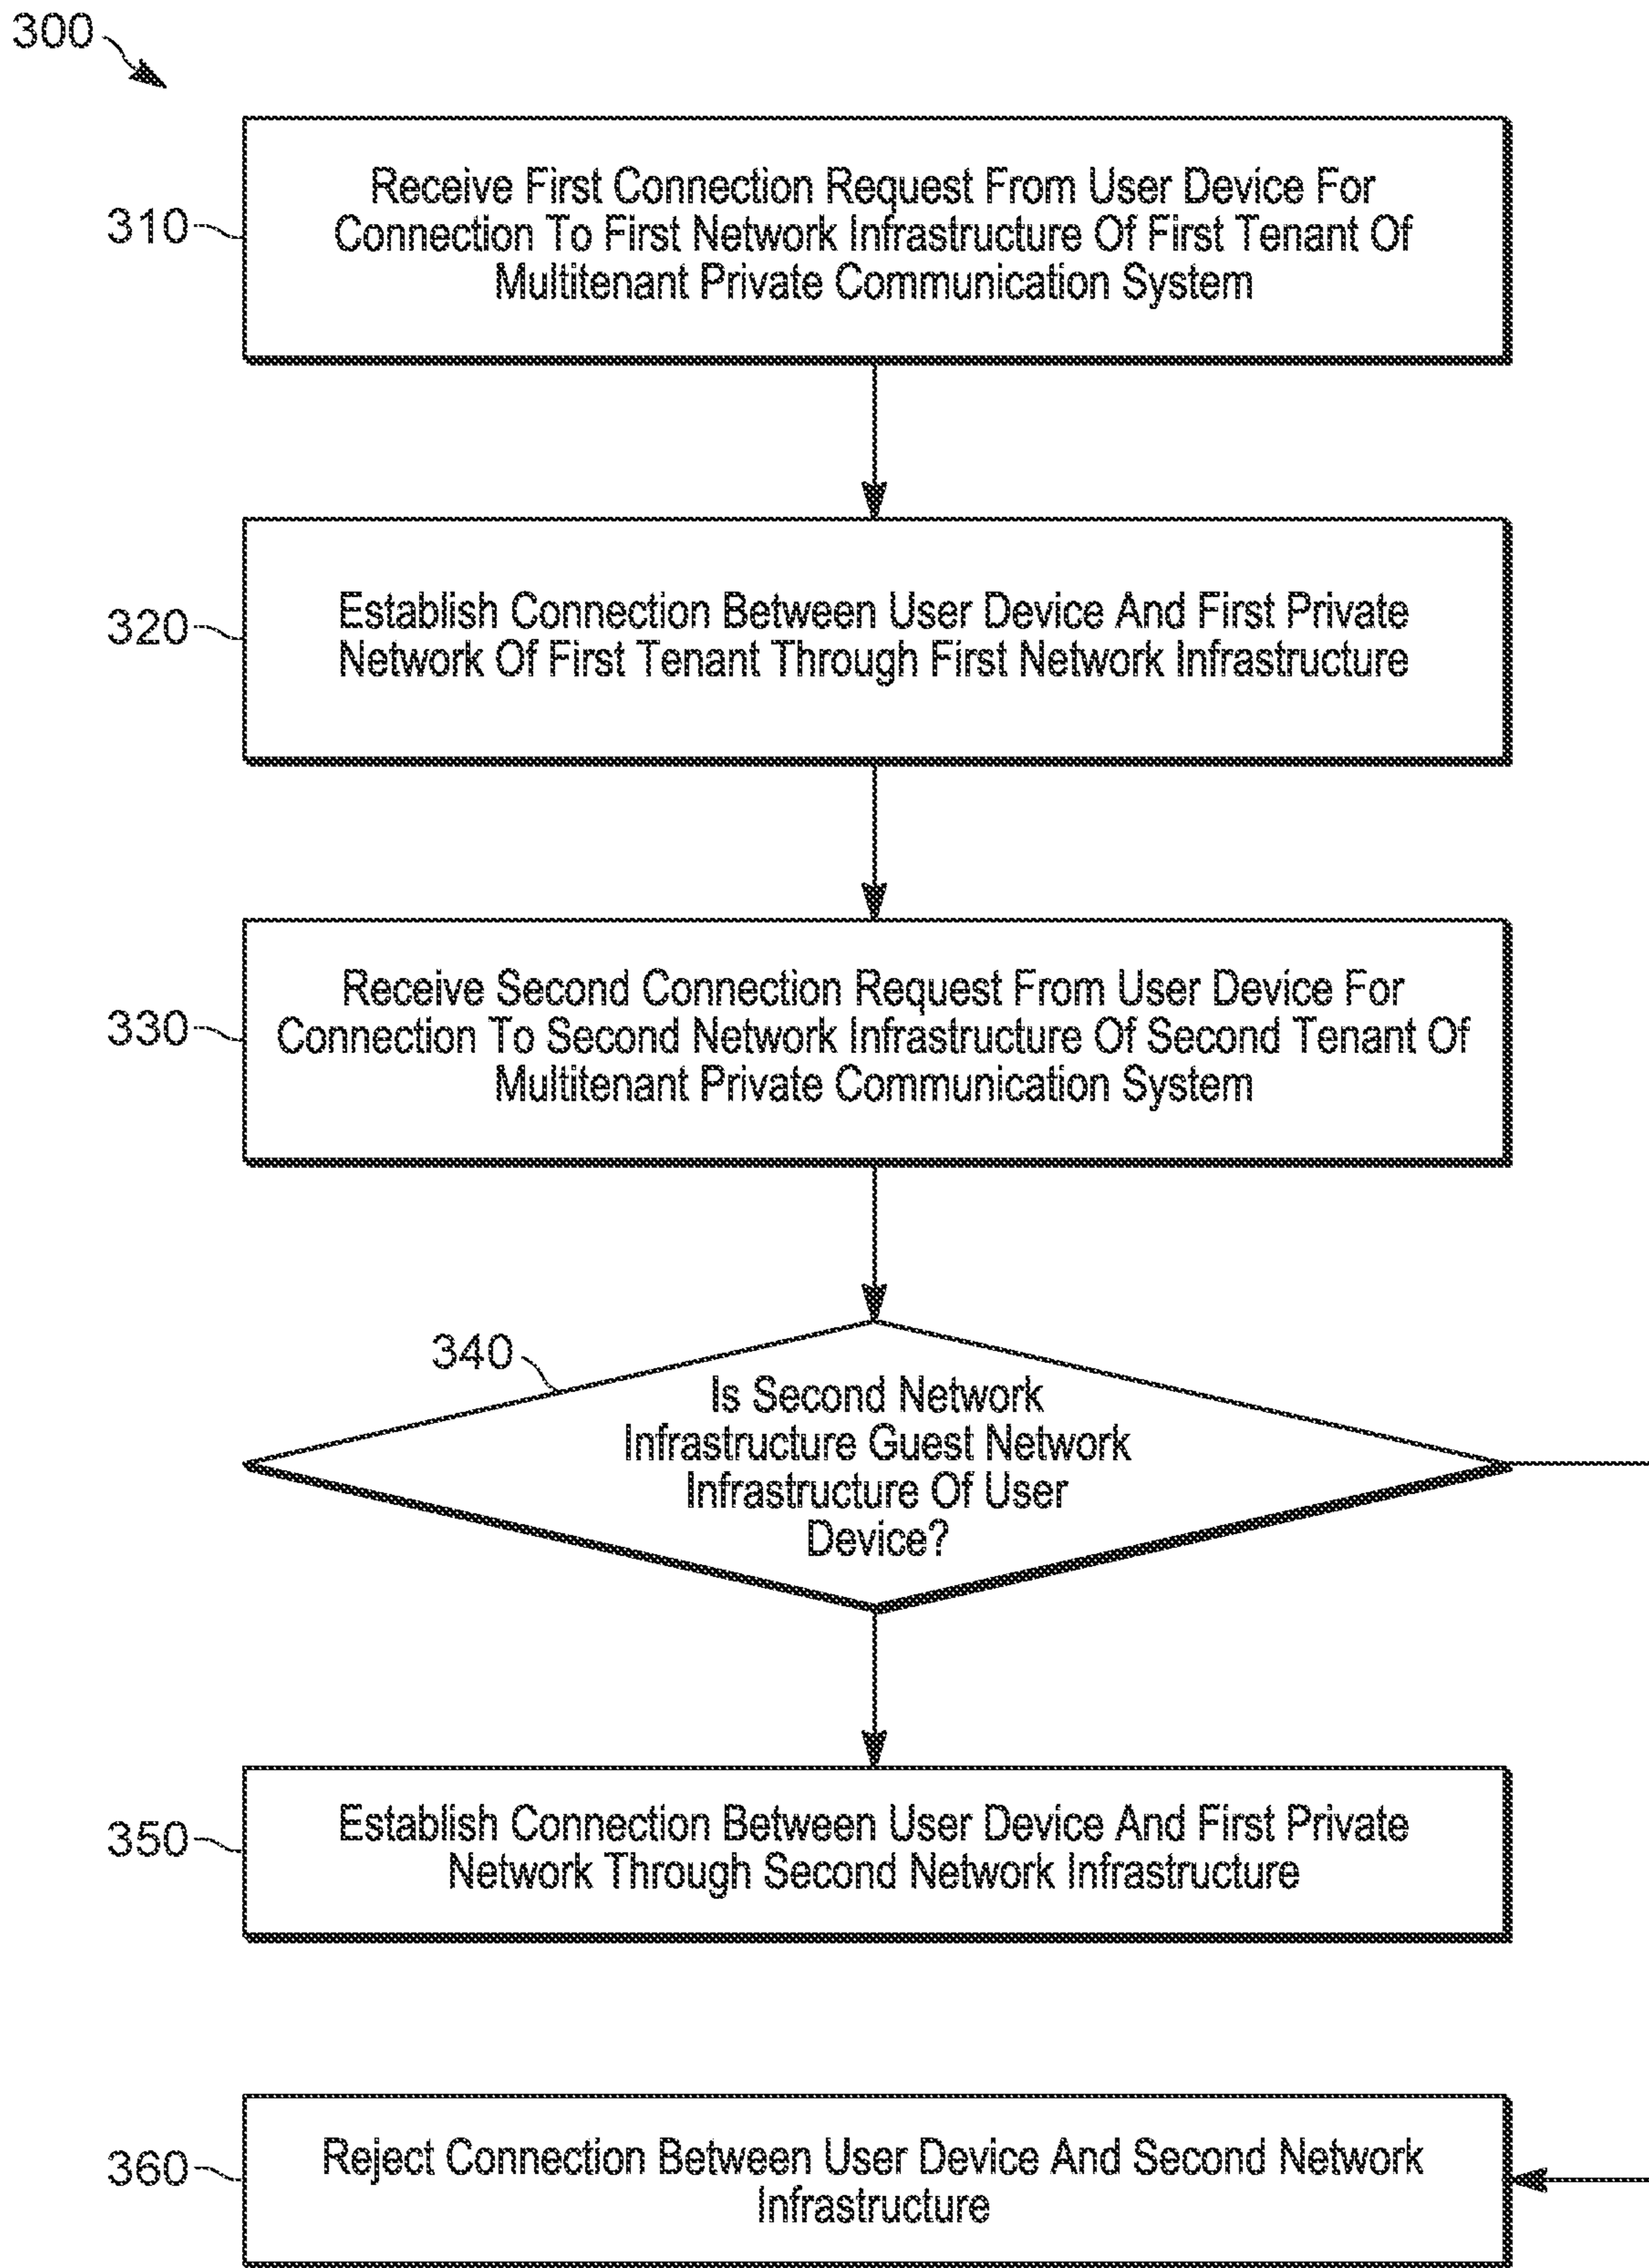 300
310
Receive First Connection Request From User Device For
Connection To First Network Infrastructure Of First Tenant Of
Multitenant Private Communication System
320
Establish Connection Between User Device And First Private
Network Of First Tenant Through First Network Infrastructure
330
Receive Second Connection Request From User Device For
Connection To Second Network Infrastructure Of Second Tenant Of
Multitenant Private Communication System
340
Is Second Network
Infrastructure Guest Network
Infrastructure Of User
Device?
350
Establish Connection Between User Device And First Private
Network Through Second Network Infrastructure
360
Reject Connection Between User Device And Second Network
Infrastructure